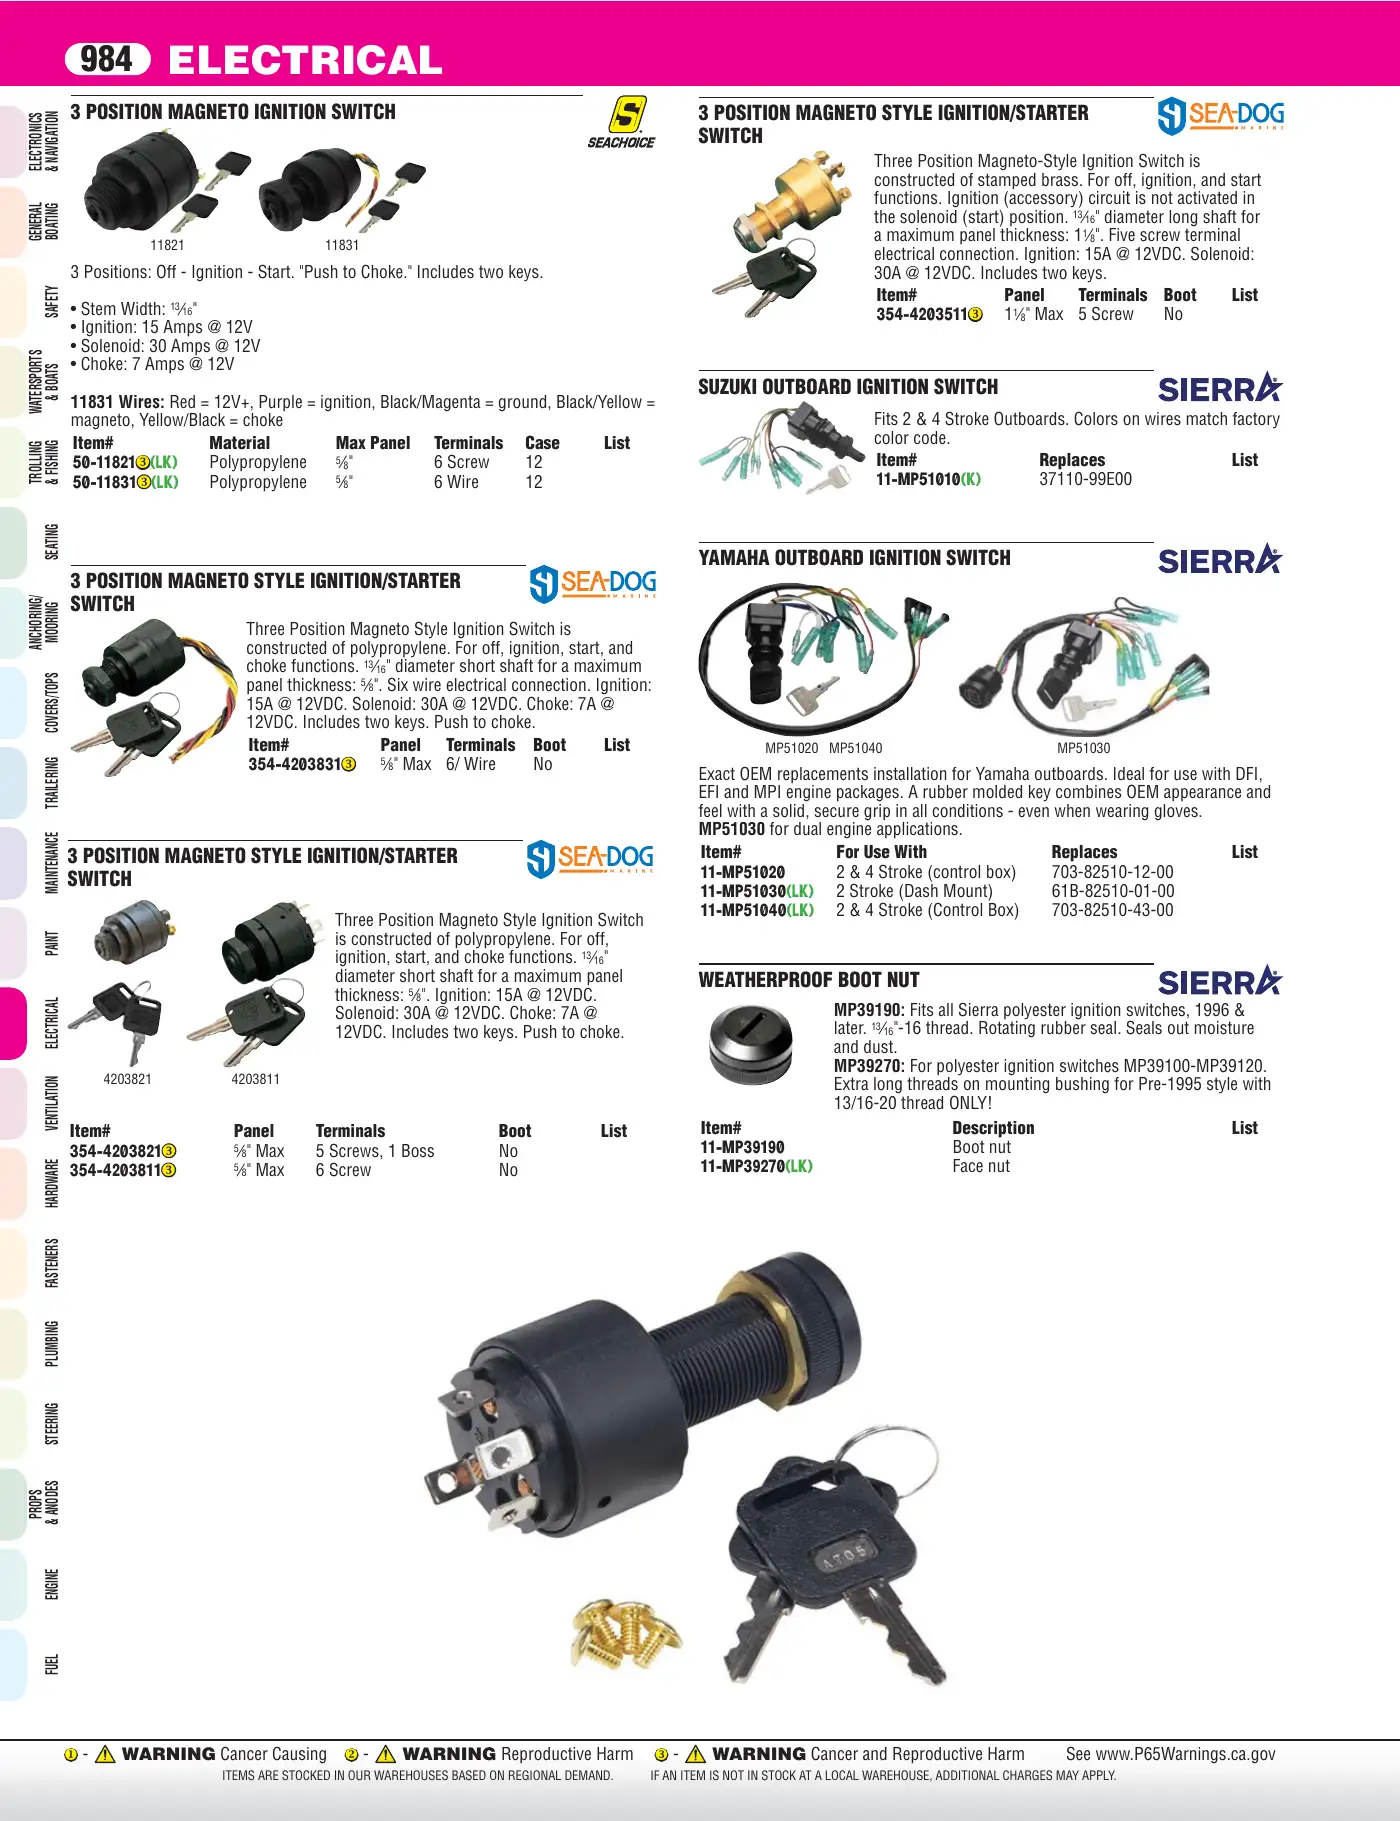 984 ELECTRICAL
ELECTRONICS
& NAVIGATION
GENERAL
BOATING
SAFETY
WATERSPORTS
& BOATS
TROLLING
& FISHING
SEATING
ANCHORING/
MOORING
COVERS/TOPS
TRAILERING
MAINTENANCE
PAINT
ELECTRICAL
VENTILATION
HARDWARE
FASTENERS
PLUMBING
STEERING
PROPS
& ANODES
ENGINE
FUEL
3 POSITION MAGNETO IGNITION SWITCH
SEACHOICE
11821 11831
3 Positions: Off - Ignition - Start. "Push to Choke." Includes two keys.
• Stem Width: 13⁄16"
• Ignition: 15 Amps @ 12V
• Solenoid: 30 Amps @ 12V
• Choke: 7 Amps @ 12V
11831 Wires: Red = 12V+, Purple = ignition, Black/Magenta = ground, Black/Yellow =
magneto, Yellow/Black = choke
Item# Material Max Panel Terminals Case List
50-11821 3 (LK) Polypropylene 5⁄8" 6 Screw 12
50-11831 3 (LK) Polypropylene 5⁄8" 6 Wire 12
3 POSITION MAGNETO STYLE IGNITION/STARTER
SWITCH
SEA-DOG
MARINE
Three Position Magneto Style Ignition Switch is
constructed of polypropylene. For off, ignition, start, and
choke functions. 13⁄16" diameter short shaft for a maximum
panel thickness: 5⁄8". Six wire electrical connection. Ignition:
15A @ 12VDC. Solenoid: 30A @ 12VDC. Choke: 7A @
12VDC. Includes two keys. Push to choke.
Item# Panel Terminals Boot List
354-4203831 3 5⁄8" Max 6/ Wire No
3 POSITION MAGNETO STYLE IGNITION/STARTER
SWITCH
SEA-DOG
MARINE
Three Position Magneto Style Ignition Switch
is constructed of polypropylene. For off,
ignition, start, and choke functions. 13⁄16"
diameter short shaft for a maximum panel
thickness: 5⁄8". Ignition: 15A @ 12VDC.
Solenoid: 30A @ 12VDC. Choke: 7A @
12VDC. Includes two keys. Push to choke.
4203821 4203811
Item# Panel Terminals Boot List
354-4203821 3 5⁄8" Max 5 Screws, 1 Boss No
354-4203811 3 5⁄8" Max 6 Screw No
3 POSITION MAGNETO STYLE IGNITION/STARTER
SWITCH
SEA-DOG
MARINE
Three Position Magneto-Style Ignition Switch is
constructed of stamped brass. For off, ignition, and start
functions. Ignition (accessory) circuit is not activated in
the solenoid (start) position. 13⁄16" diameter long shaft for
a maximum panel thickness: 11⁄8". Five screw terminal
electrical connection. Ignition: 15A @ 12VDC. Solenoid:
30A @ 12VDC. Includes two keys.
Item# Panel Terminals Boot List
354-4203511 3 11⁄8" Max 5 Screw No
SUZUKI OUTBOARD IGNITION SWITCH
SIERRA
Fits 2 & 4 Stroke Outboards. Colors on wires match factory
color code.
Item# Replaces List
11-MP51010(K) 37110-99E00
YAMAHA OUTBOARD IGNITION SWITCH
SIERRA
MP51020 MP51040 MP51030
Exact OEM replacements installation for Yamaha outboards. Ideal for use with DFI,
EFI and MPI engine packages. A rubber molded key combines OEM appearance and
feel with a solid, secure grip in all conditions - even when wearing gloves.
MP51030 for dual engine applications.
Item# For Use With Replaces List
11-MP51020 2 & 4 Stroke (control box) 703-82510-12-00
11-MP51030(LK) 2 Stroke (Dash Mount) 61B-82510-01-00
11-MP51040(LK) 2 & 4 Stroke (Control Box) 703-82510-43-00
WEATHERPROOF BOOT NUT
SIERRA
MP39190: Fits all Sierra polyester ignition switches, 1996 &
later. 13⁄16"-16 thread. Rotating rubber seal. Seals out moisture
and dust.
MP39270: For polyester ignition switches MP39100-MP39120.
Extra long threads on mounting bushing for Pre-1995 style with
13/16-20 thread ONLY!
Item# Description List
11-MP39190 Boot nut
11-MP39270(LK) Face nut
A705
1 - WARNING Cancer Causing 2 - WARNING Reproductive Harm 3 - WARNING Cancer and Reproductive Harm See www.P65Warnings.ca.gov
ITEMS ARE STOCKED IN OUR WAREHOUSES BASED ON REGIONAL DEMAND. IF AN ITEM IS NOT IN STOCK AT A LOCAL WAREHOUSE, ADDITIONAL CHARGES MAY APPLY.